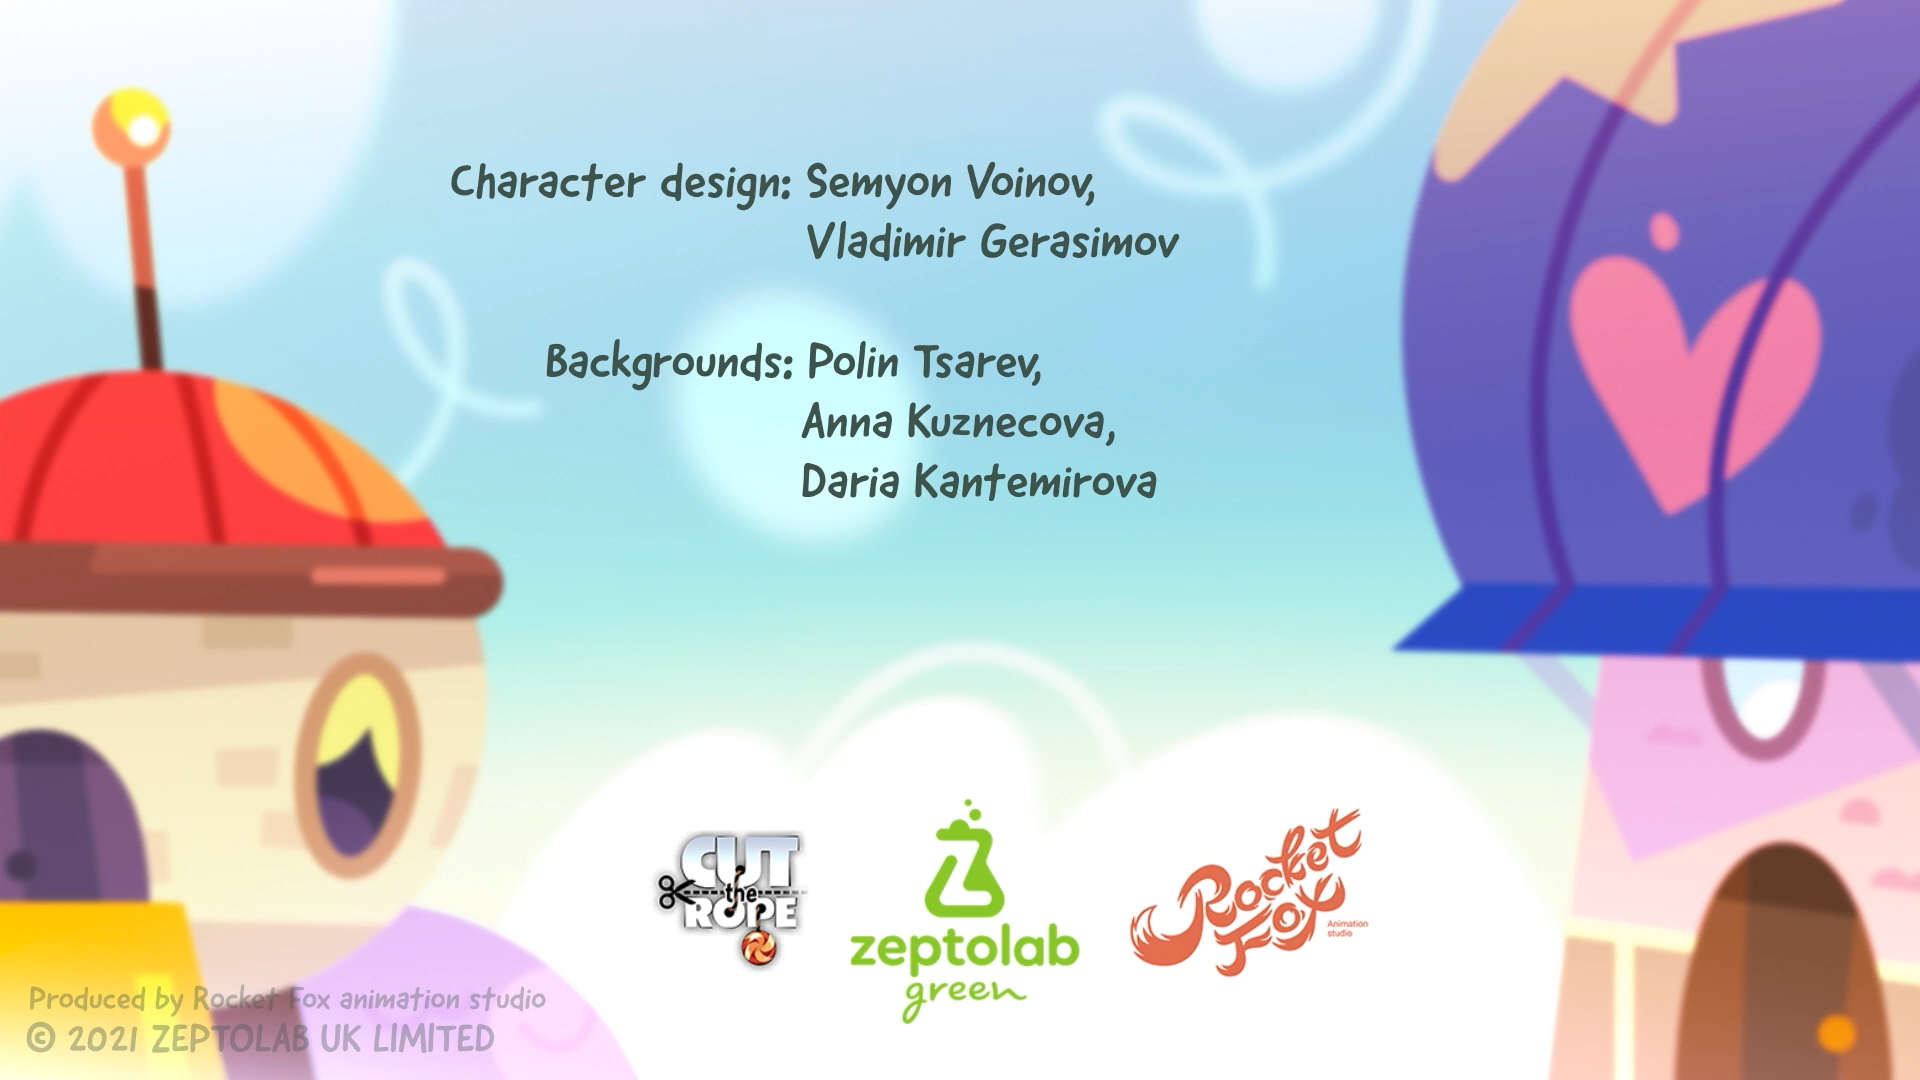 Character design: Semyon Voinov,
Vladimir Gerasimov
Backgrounds: Polin Tsarev,
Anna Kuznecova,
Daria Kantemirova
CUT
the
ROPE
zeptolab
green
Rocket
Fox
Animation
studio
Produced by Rocket Fox animation studio
© 2021 ZEPTOLAB UK LIMITED